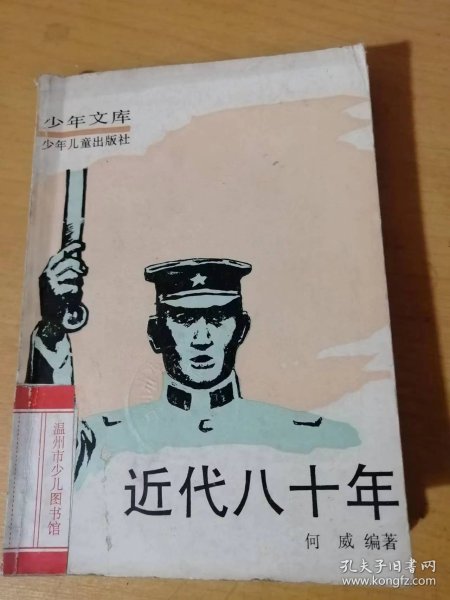 少年文库
少年儿童出版社
温州市少儿图书馆
近代八十年
何 威 编著
孔夫子旧书网
www.kongfz.com